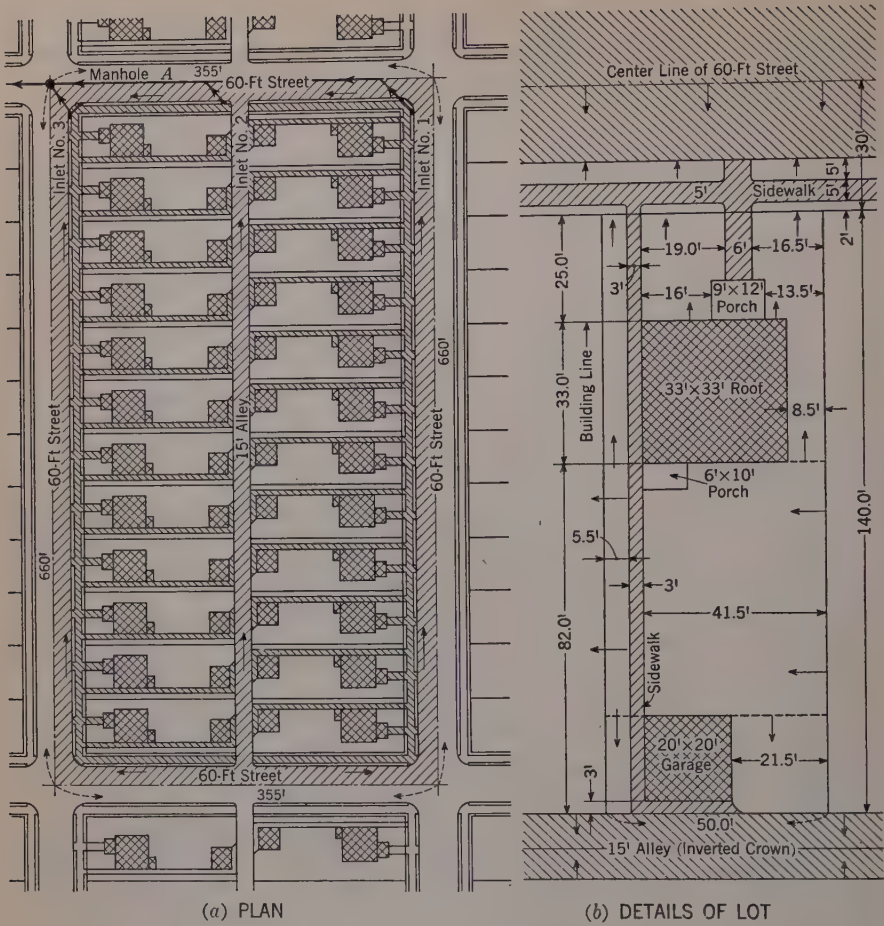 Manhole A
355'
60-Ft Street
Inlet No. 3
Inlet No. 2
Inlet No. 1
660'
60-Ft Street
15' Alley
660'
60-Ft Street
60-Ft Street
355'
(a) PLAN
Center Line of 60-Ft Street
30'
5'
5'
Sidewalk
5'
2'
25.0'
19.0'
6'
16.5'
3'
16'
9'×12'
Porch
13.5'
Building Line
33.0'
33'×33' Roof
8.5'
6'×10'
Porch
140.0'
5.5'
3'
41.5'
82.0'
Sidewalk
20'×20'
Garage
21.5'
3'
50.0'
15' Alley (Inverted Crown)
(b) DETAILS OF LOT